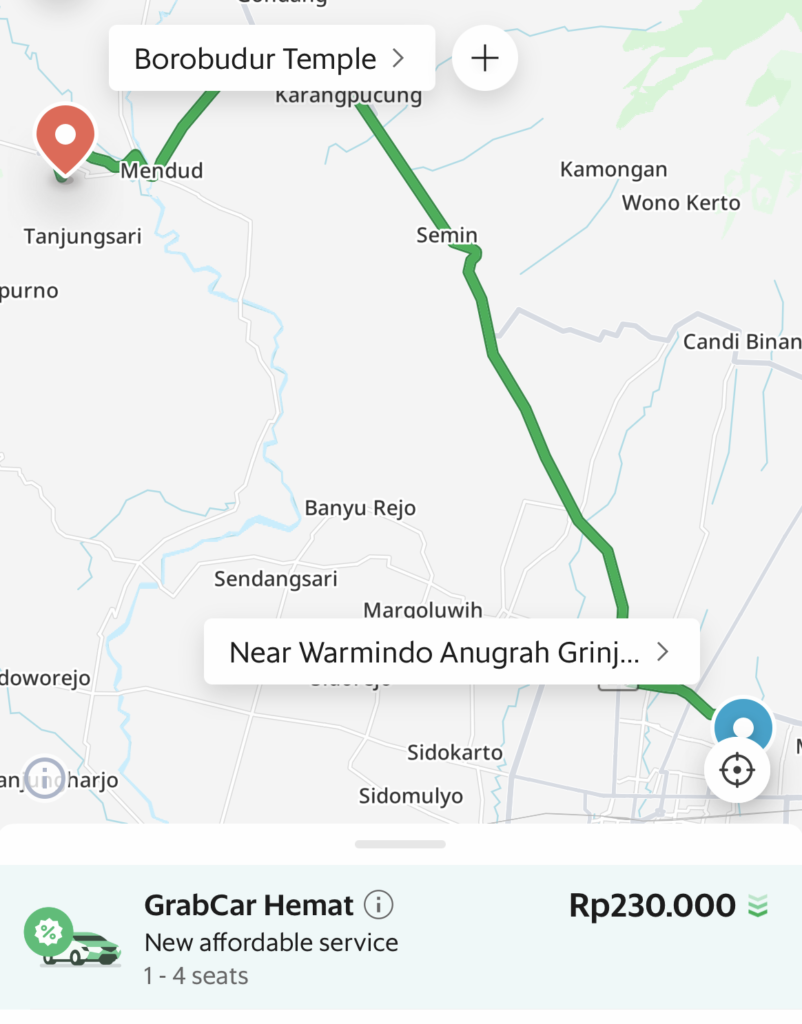 Borobudur Temple
Karangpucung
Mendud
Kamongan
Wono Kerto
Tanjungsari
Semin
purno
Candi Binan
Banyu Rejo
Sendangsari
Margoluwih
Near Warmindo Anugrah Grinj...
doworejo
Sidokarto
harjo
Sidomulyo
GrabCar Hemat
Rp230.000
New affordable service
1 - 4 seats